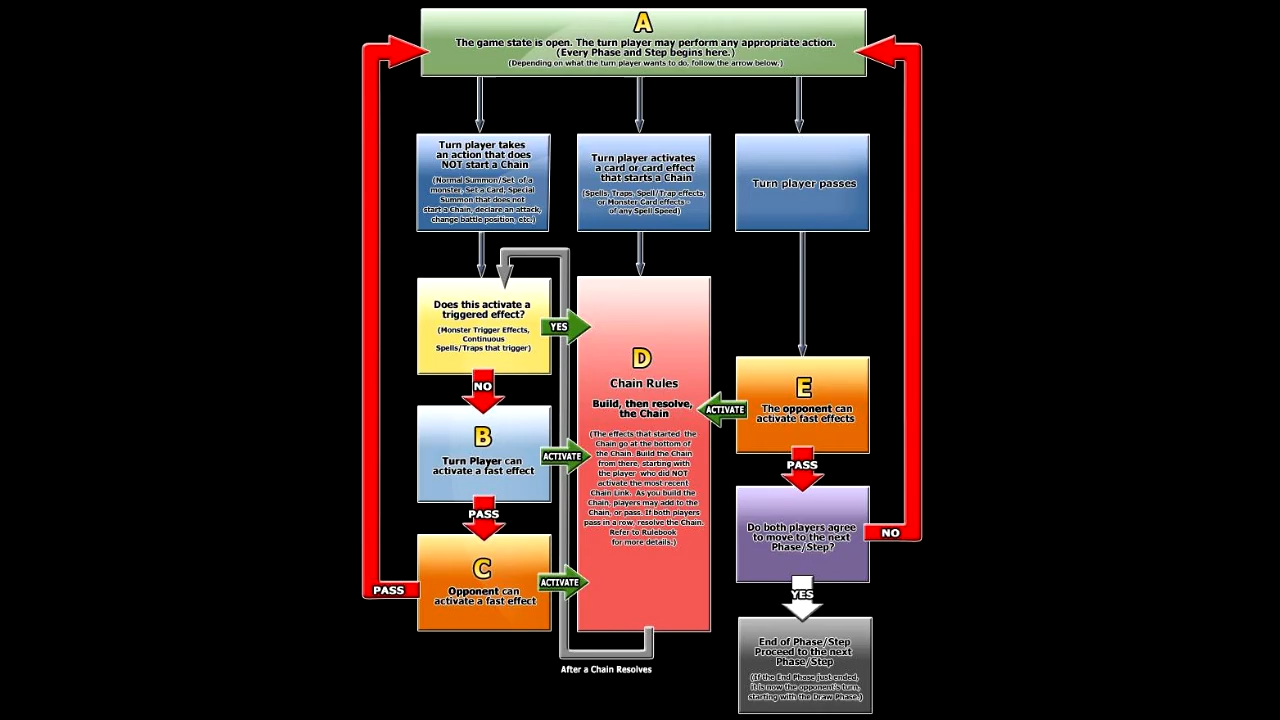 A
The game state is open. The turn player may perform any appropriate action.
(Every Phase and Step begins here.)
(Depending on what the turn player wants to do, follow the arrow below.)
Turn player takes
an action that does
NOT start a Chain
(Normal Summon/Set of a
monster, Set a Card, Special
Summon that does not
start a Chain, declare an attack,
change battle position, etc.)
Turn player activates
a card or card effect
that starts a Chain
(Spells, Traps, Spell/Trap effects,
or Monster Card effects -
of any Spell Speed)
Turn player passes
Does this activate a
triggered effect?
(Monster Trigger Effects,
Continuous
Spells/Traps that trigger)
YES
NO
B
Turn Player can
activate a fast effect
ACTIVATE
PASS
C
Opponent can
activate a fast effect
ACTIVATE
PASS
D
Chain Rules
Build, then resolve,
the Chain
(The effects that started the
Chain go at the bottom of
the Chain. Build the Chain
from there, starting with
the player who did NOT
activate the most recent
Chain Link. As you build the
Chain, players may add to the
Chain, or pass. If both players
pass in a row, resolve the Chain.
Refer to Rulebook
for more details.)
After a Chain Resolves
E
The opponent can
activate fast effects
ACTIVATE
PASS
Do both players agree
to move to the next
Phase/Step?
NO
YES
End of Phase/Step
Proceed to the next
Phase/Step
(If the End Phase just ended,
it is now the opponent's turn,
starting with the Draw Phase.)